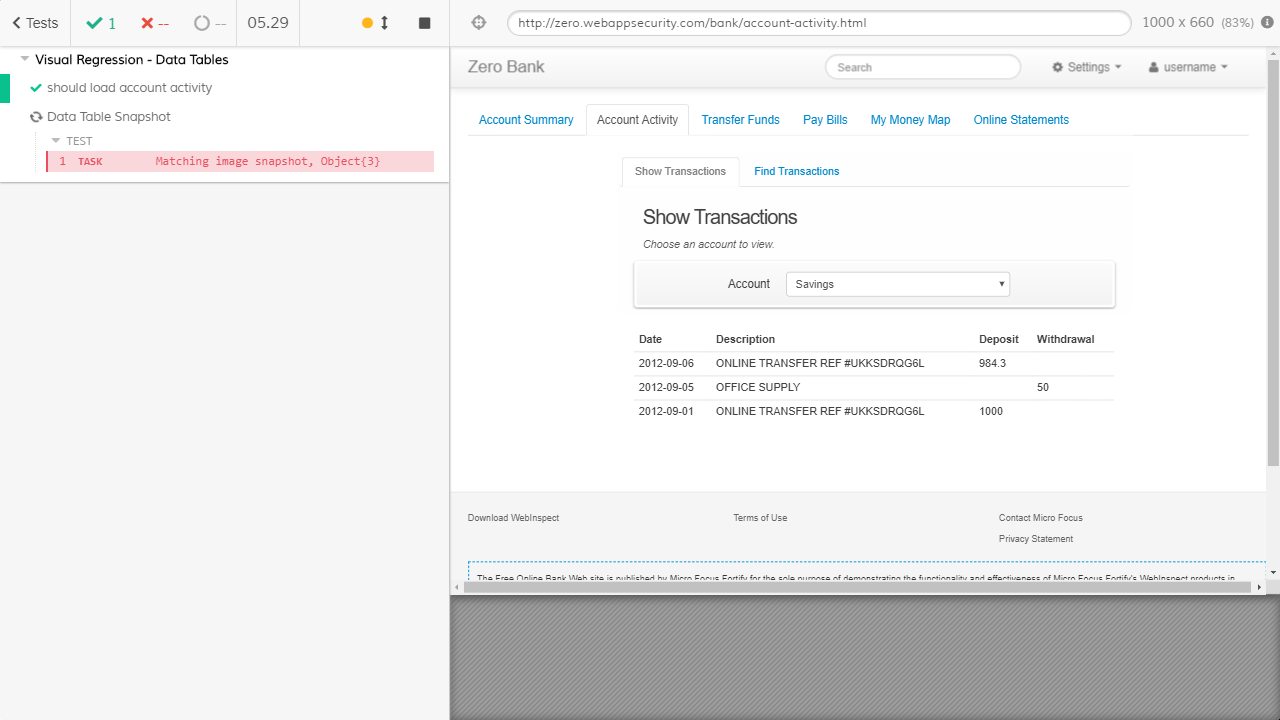 Tests 1 -- -- 05.29
http://zero.webappsecurity.com/bank/account-activity.html 1000 x 660 (83%)
Visual Regression - Data Tables
should load account activity
Data Table Snapshot
TEST
1 TASK Matching image snapshot, Object{3}
Zero Bank Search Settings username
Account Summary Account Activity Transfer Funds Pay Bills My Money Map Online Statements
Show Transactions Find Transactions
Show Transactions
Choose an account to view.
Account Savings
Date Description Deposit Withdrawal
2012-09-06 ONLINE TRANSFER REF #UKKSDRQG6L 984.3
2012-09-05 OFFICE SUPPLY 50
2012-09-01 ONLINE TRANSFER REF #UKKSDRQG6L 1000
Download WebInspect Terms of Use Contact Micro Focus
Privacy Statement
The Free Online Bank Web site is published by Micro Focus Fortify for the sole purpose of demonstrating the functionality and effectiveness of Micro Focus Fortify's WebInspect products in